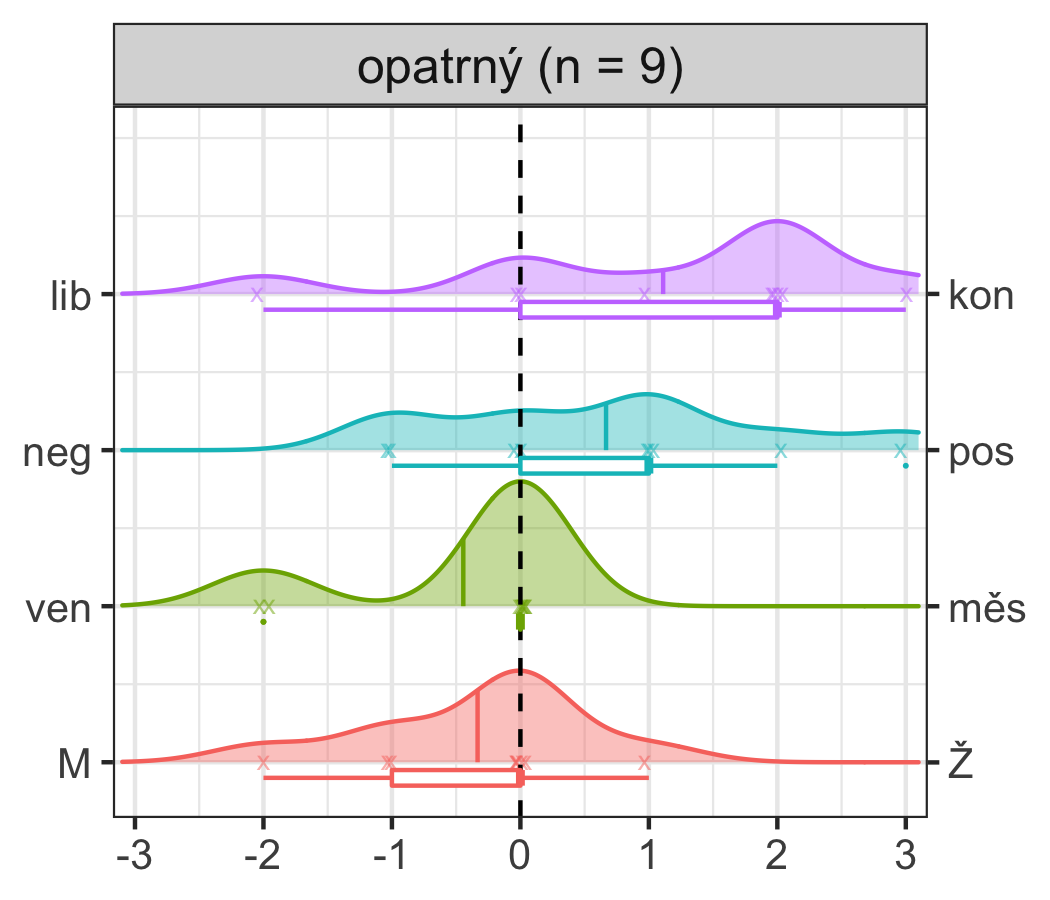 opatrný (n = 9)
lib kon
neg pos
ven měs
M Ž
-3 -2 -1 0 1 2 3